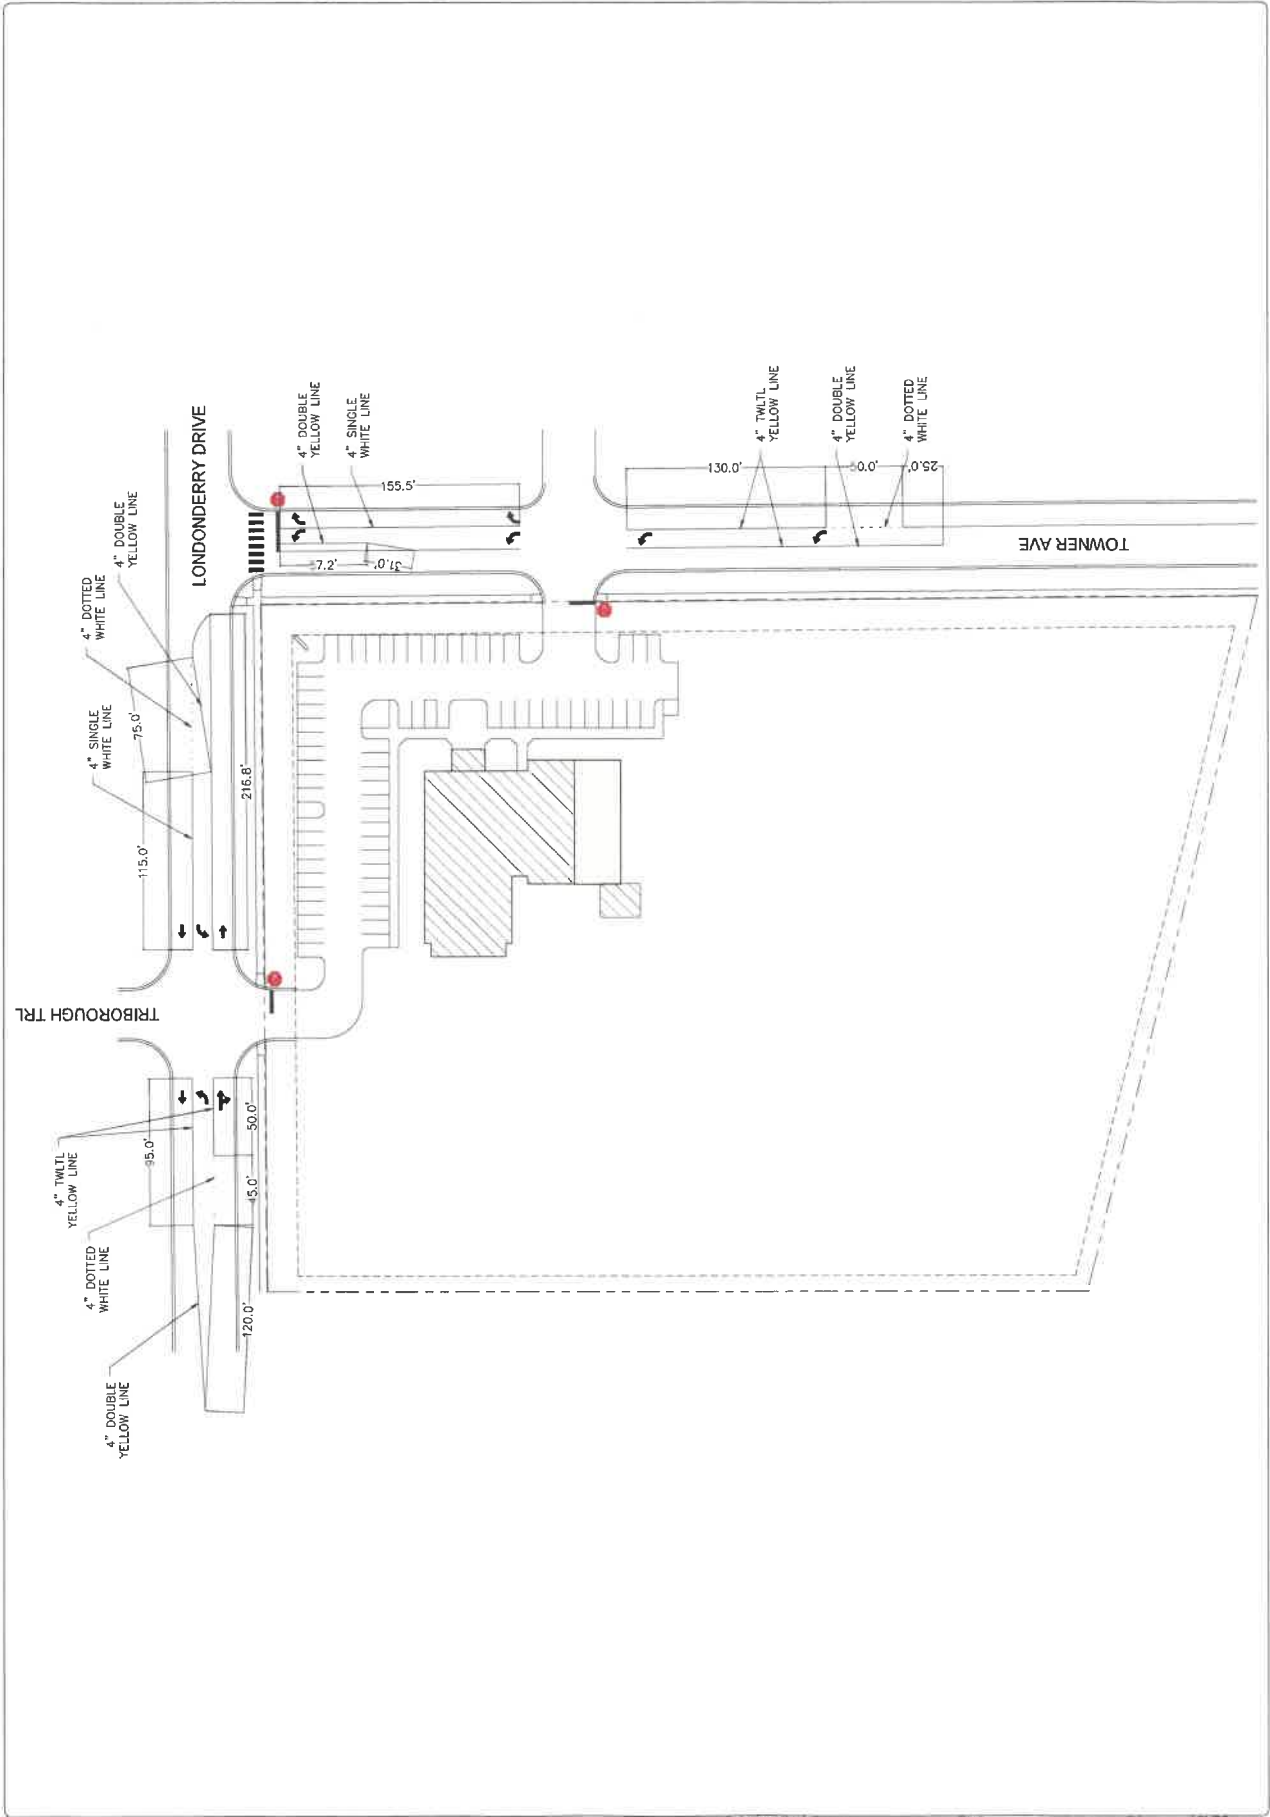 LONDONDERRY DRIVE
TRIBOROUGH TRL
TOWNER AVE
4" DOUBLE
YELLOW LINE
4" DOTTED
WHITE LINE
4" SINGLE
WHITE LINE
75.0'
115.0'
216.8'
4" TWLTL
YELLOW LINE
95.0'
50.0'
45.0'
4" DOTTED
WHITE LINE
120.0'
4" DOUBLE
YELLOW LINE
4" DOUBLE
YELLOW LINE
4" SINGLE
WHITE LINE
155.5'
31.0'
4" TWLTL
YELLOW LINE
4" DOUBLE
YELLOW LINE
4" DOTTED
WHITE LINE
130.0'
25.0'